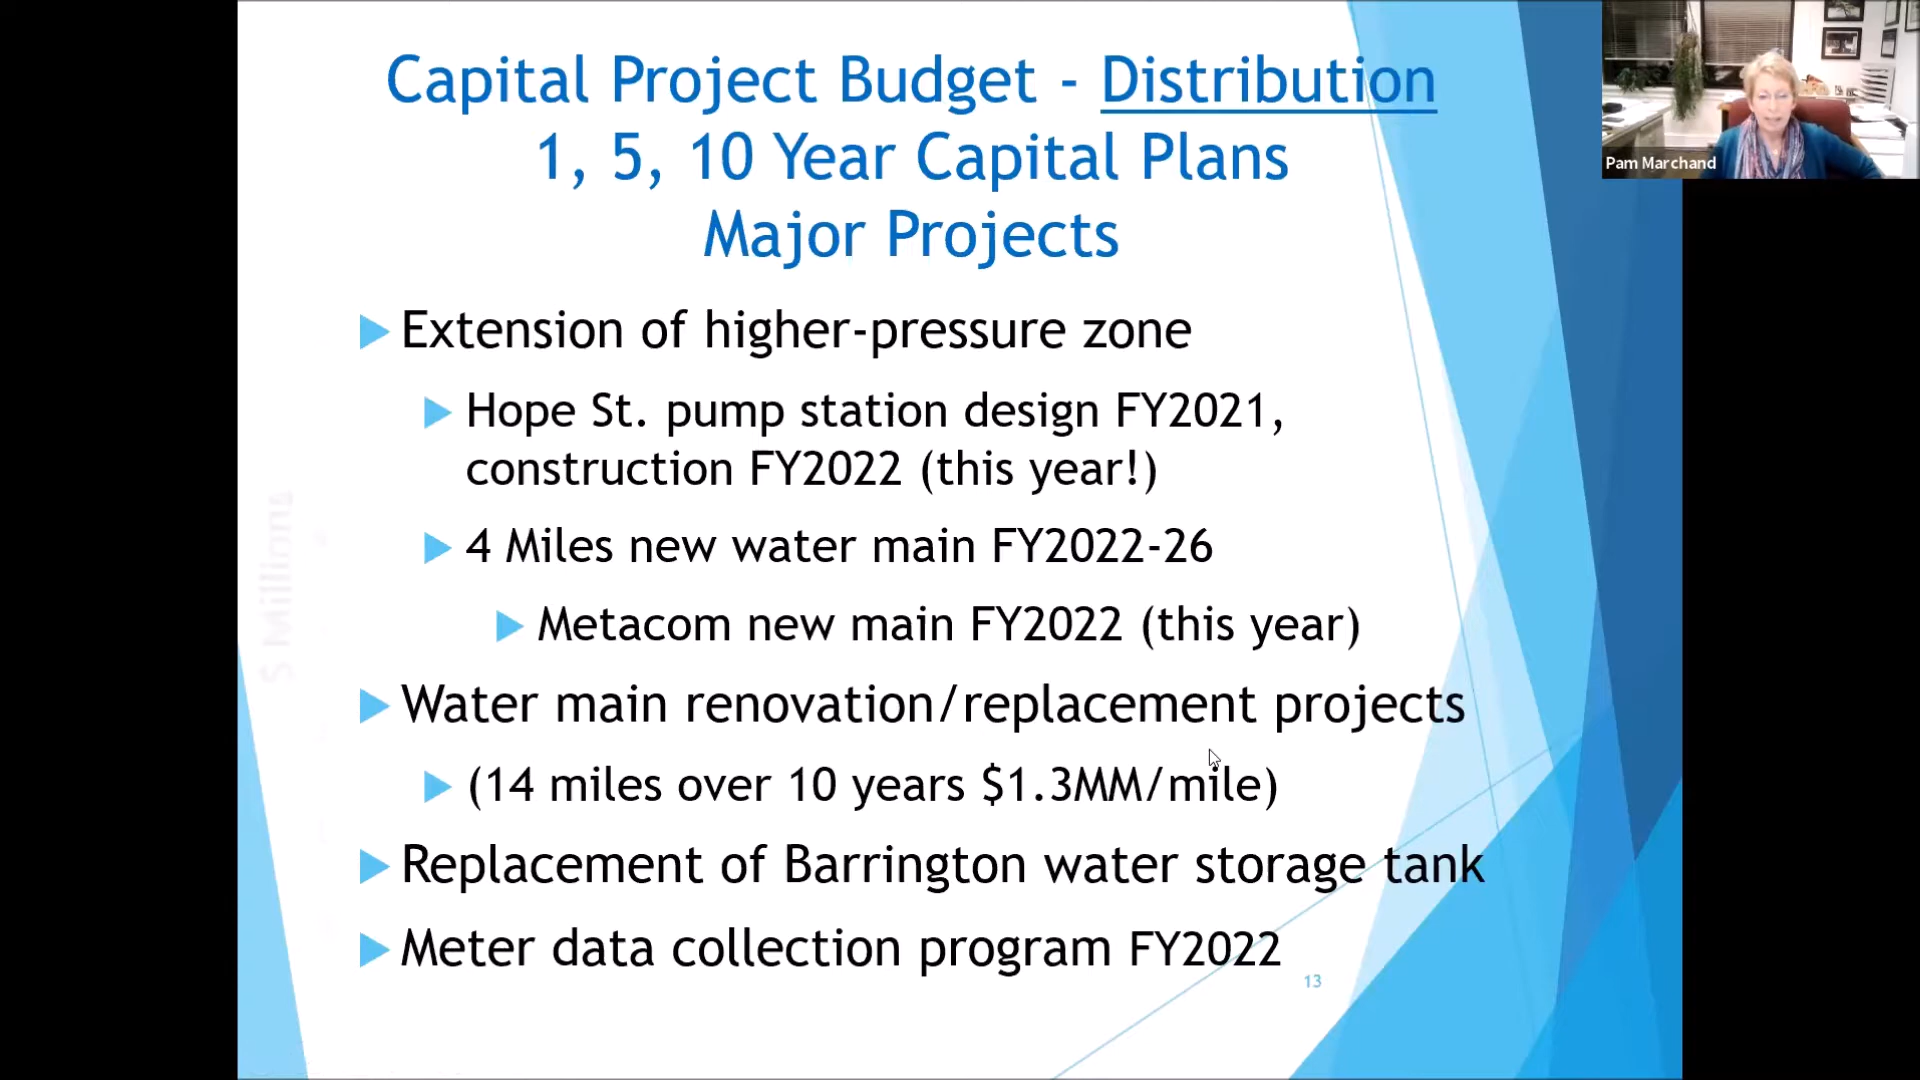 Capital Project Budget - Distribution
1, 5, 10 Year Capital Plans
Major Projects
Extension of higher-pressure zone
Hope St. pump station design FY2021,
construction FY2022 (this year!)
4 Miles new water main FY2022-26
Metacom new main FY2022 (this year)
Water main renovation/replacement projects
(14 miles over 10 years $1.3MM/mile)
Replacement of Barrington water storage tank
Meter data collection program FY2022
13
$ Millions
Pam Marchand